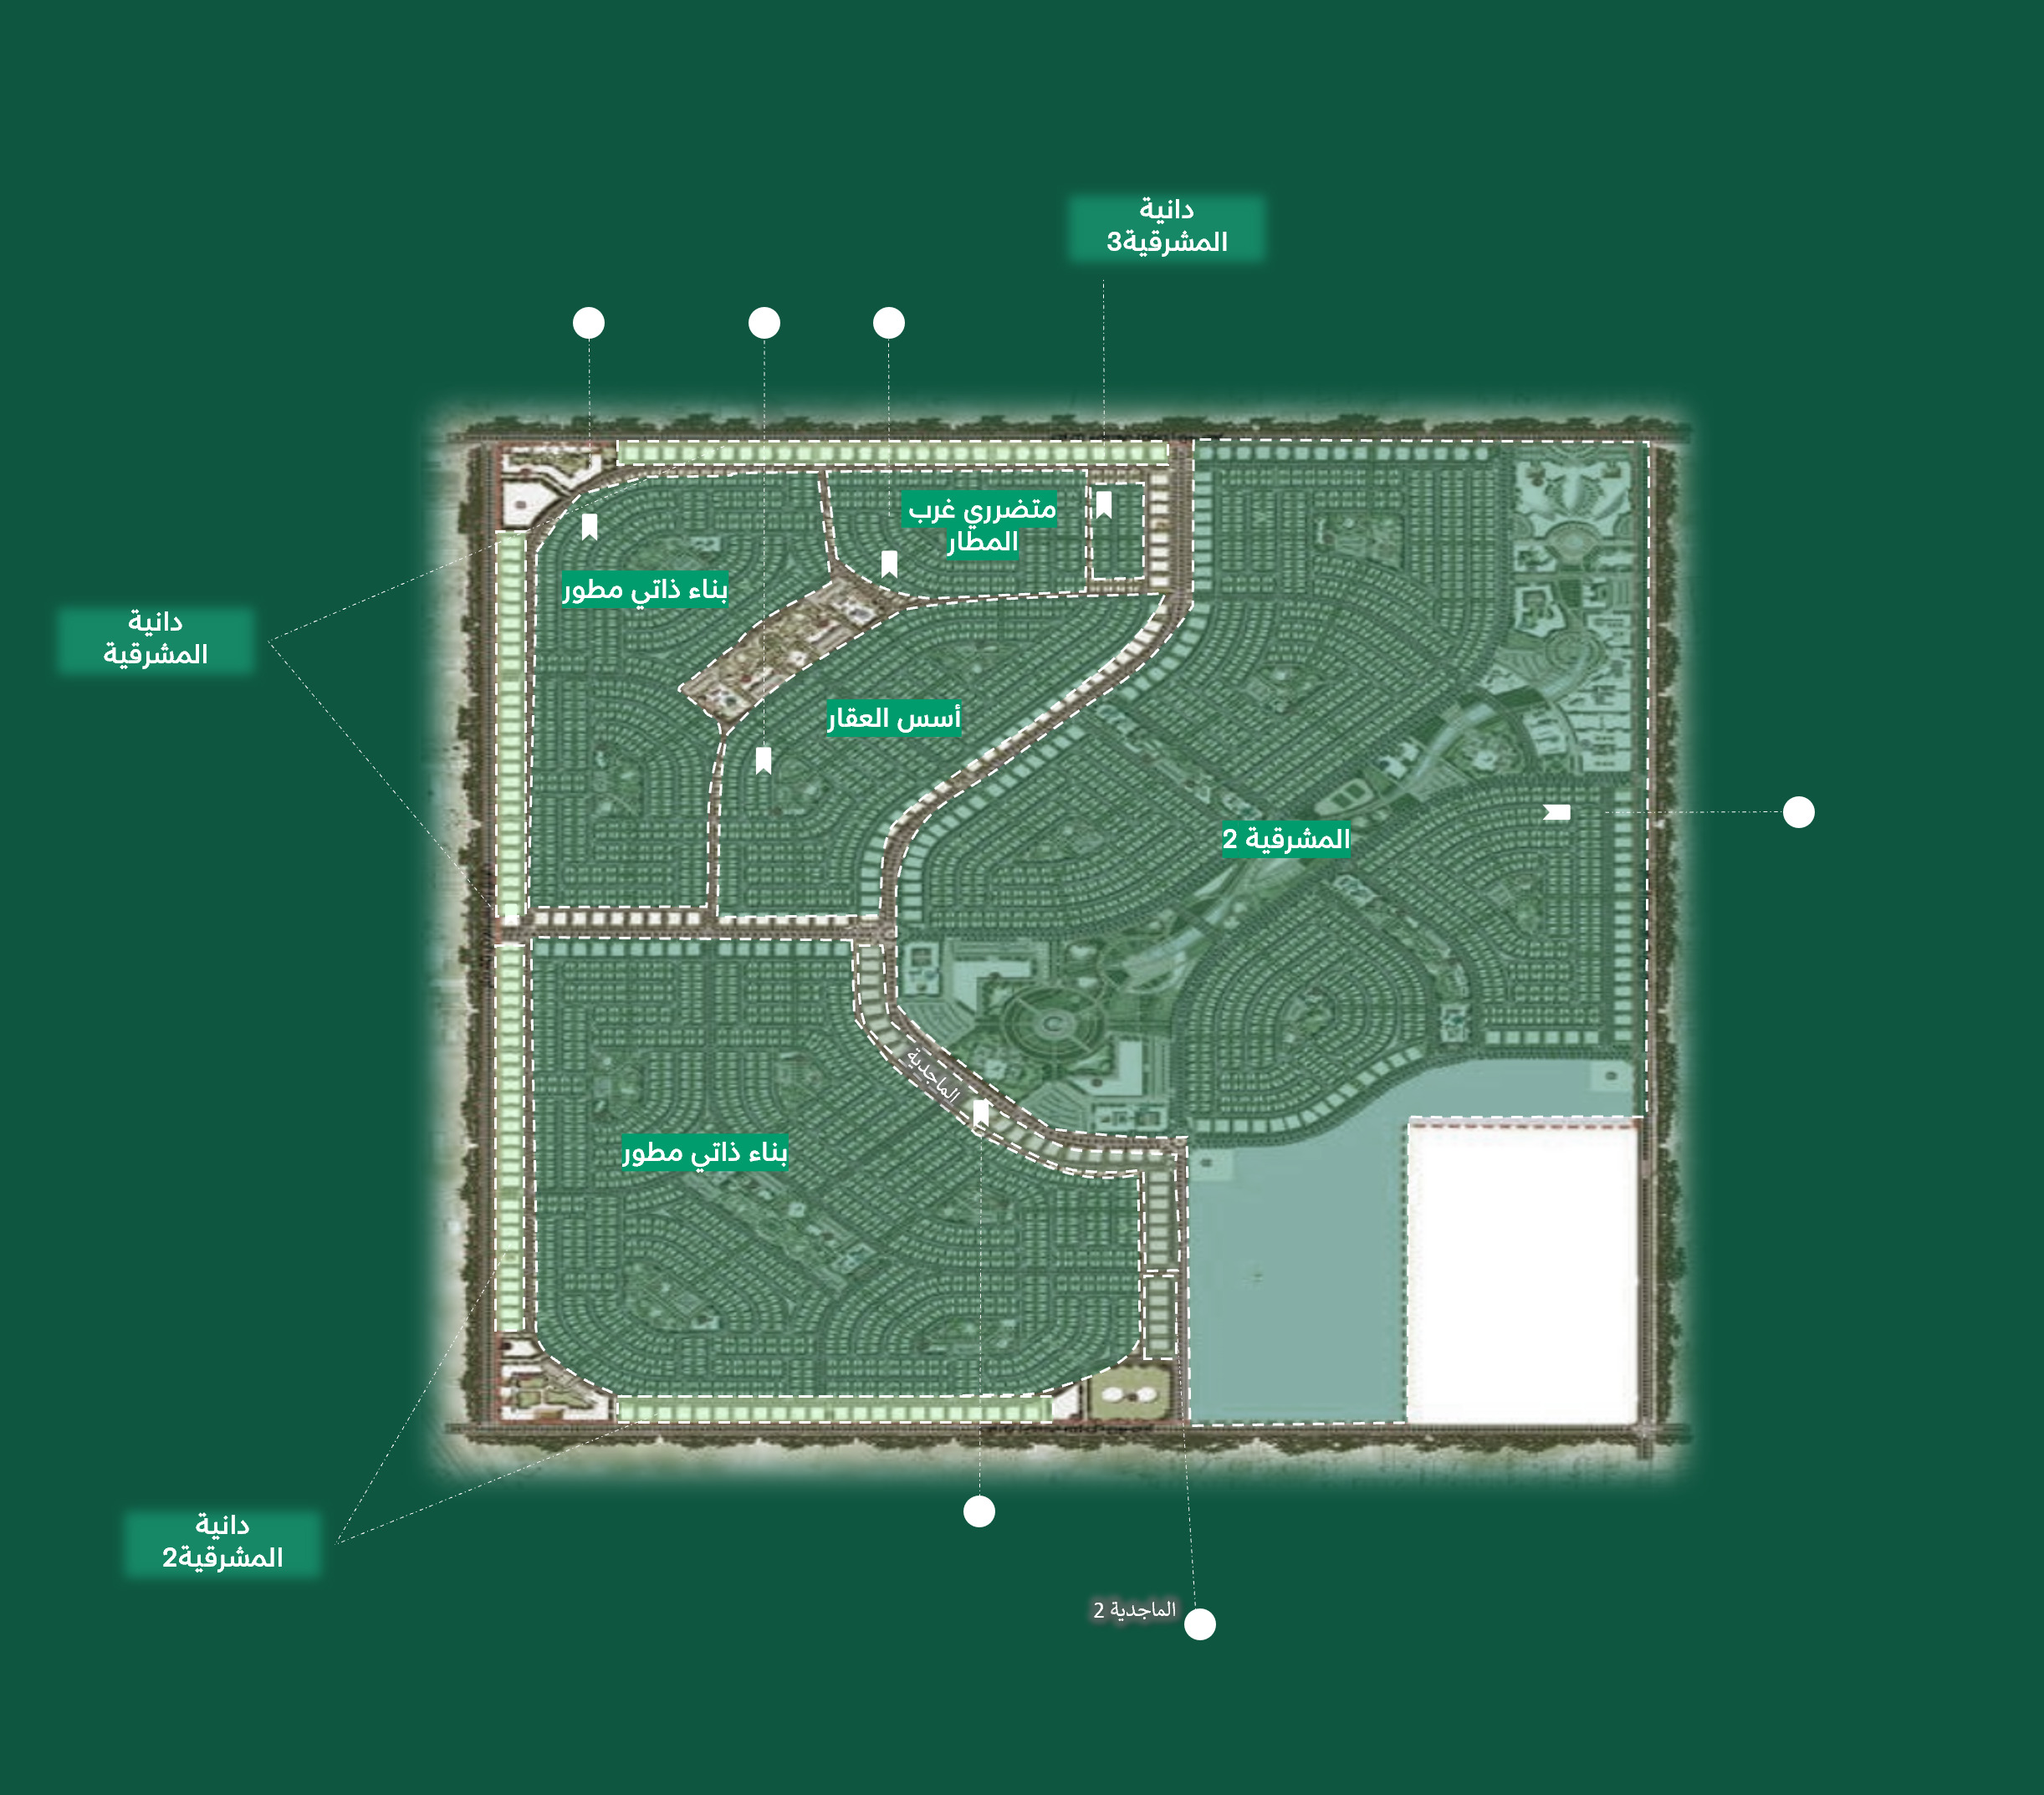 دانية
المشرقية3
متضرري غرب
المطار
بناء ذاتي مطور
دانية
المشرقية
أسس العقار
المشرقية 2
الماجدية
بناء ذاتي مطور
دانية
المشرقية2
الماجدية 2